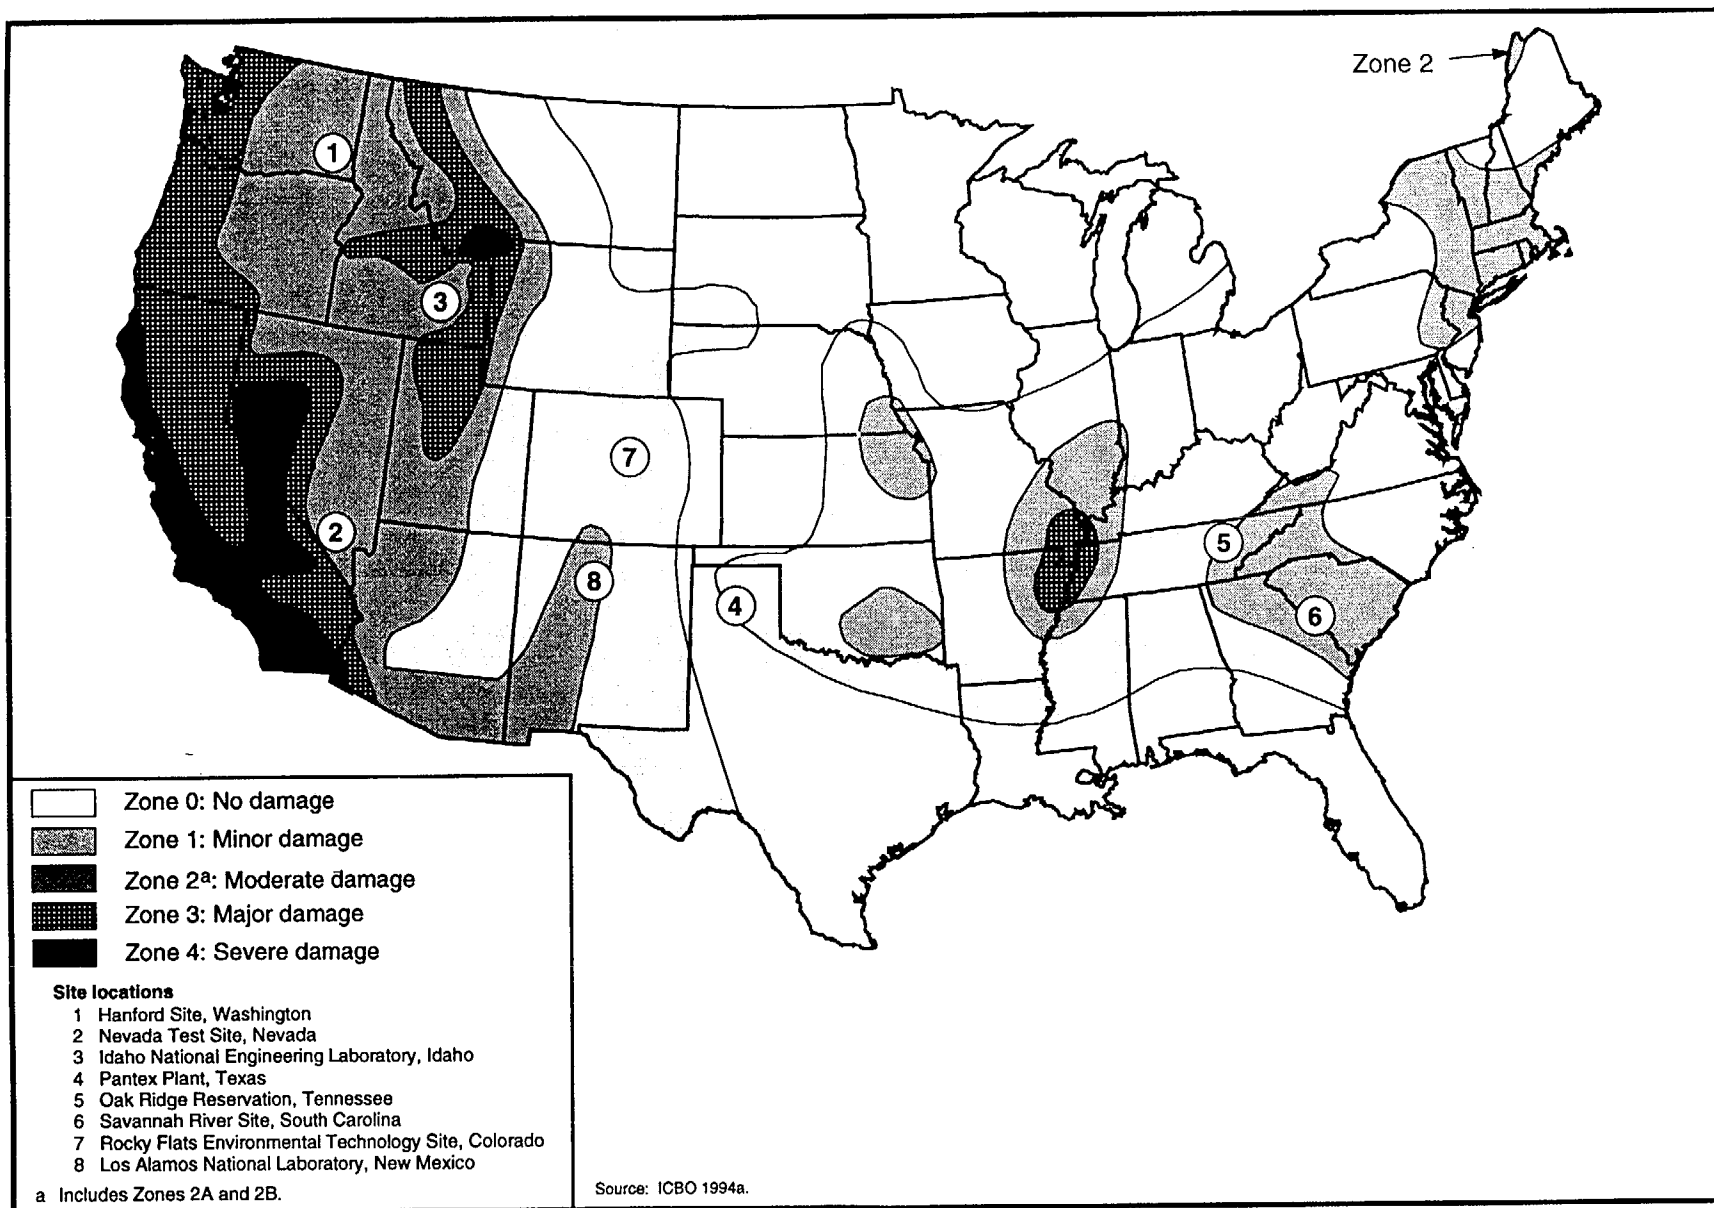 Zone 2
1
3
2
7
8
4
5
6
Zone 0: No damage
Zone 1: Minor damage
Zone 2a: Moderate damage
Zone 3: Major damage
Zone 4: Severe damage
Site locations
1 Hanford Site, Washington
2 Nevada Test Site, Nevada
3 Idaho National Engineering Laboratory, Idaho
4 Pantex Plant, Texas
5 Oak Ridge Reservation, Tennessee
6 Savannah River Site, South Carolina
7 Rocky Flats Environmental Technology Site, Colorado
8 Los Alamos National Laboratory, New Mexico
a Includes Zones 2A and 2B.
Source: ICBO 1994a.